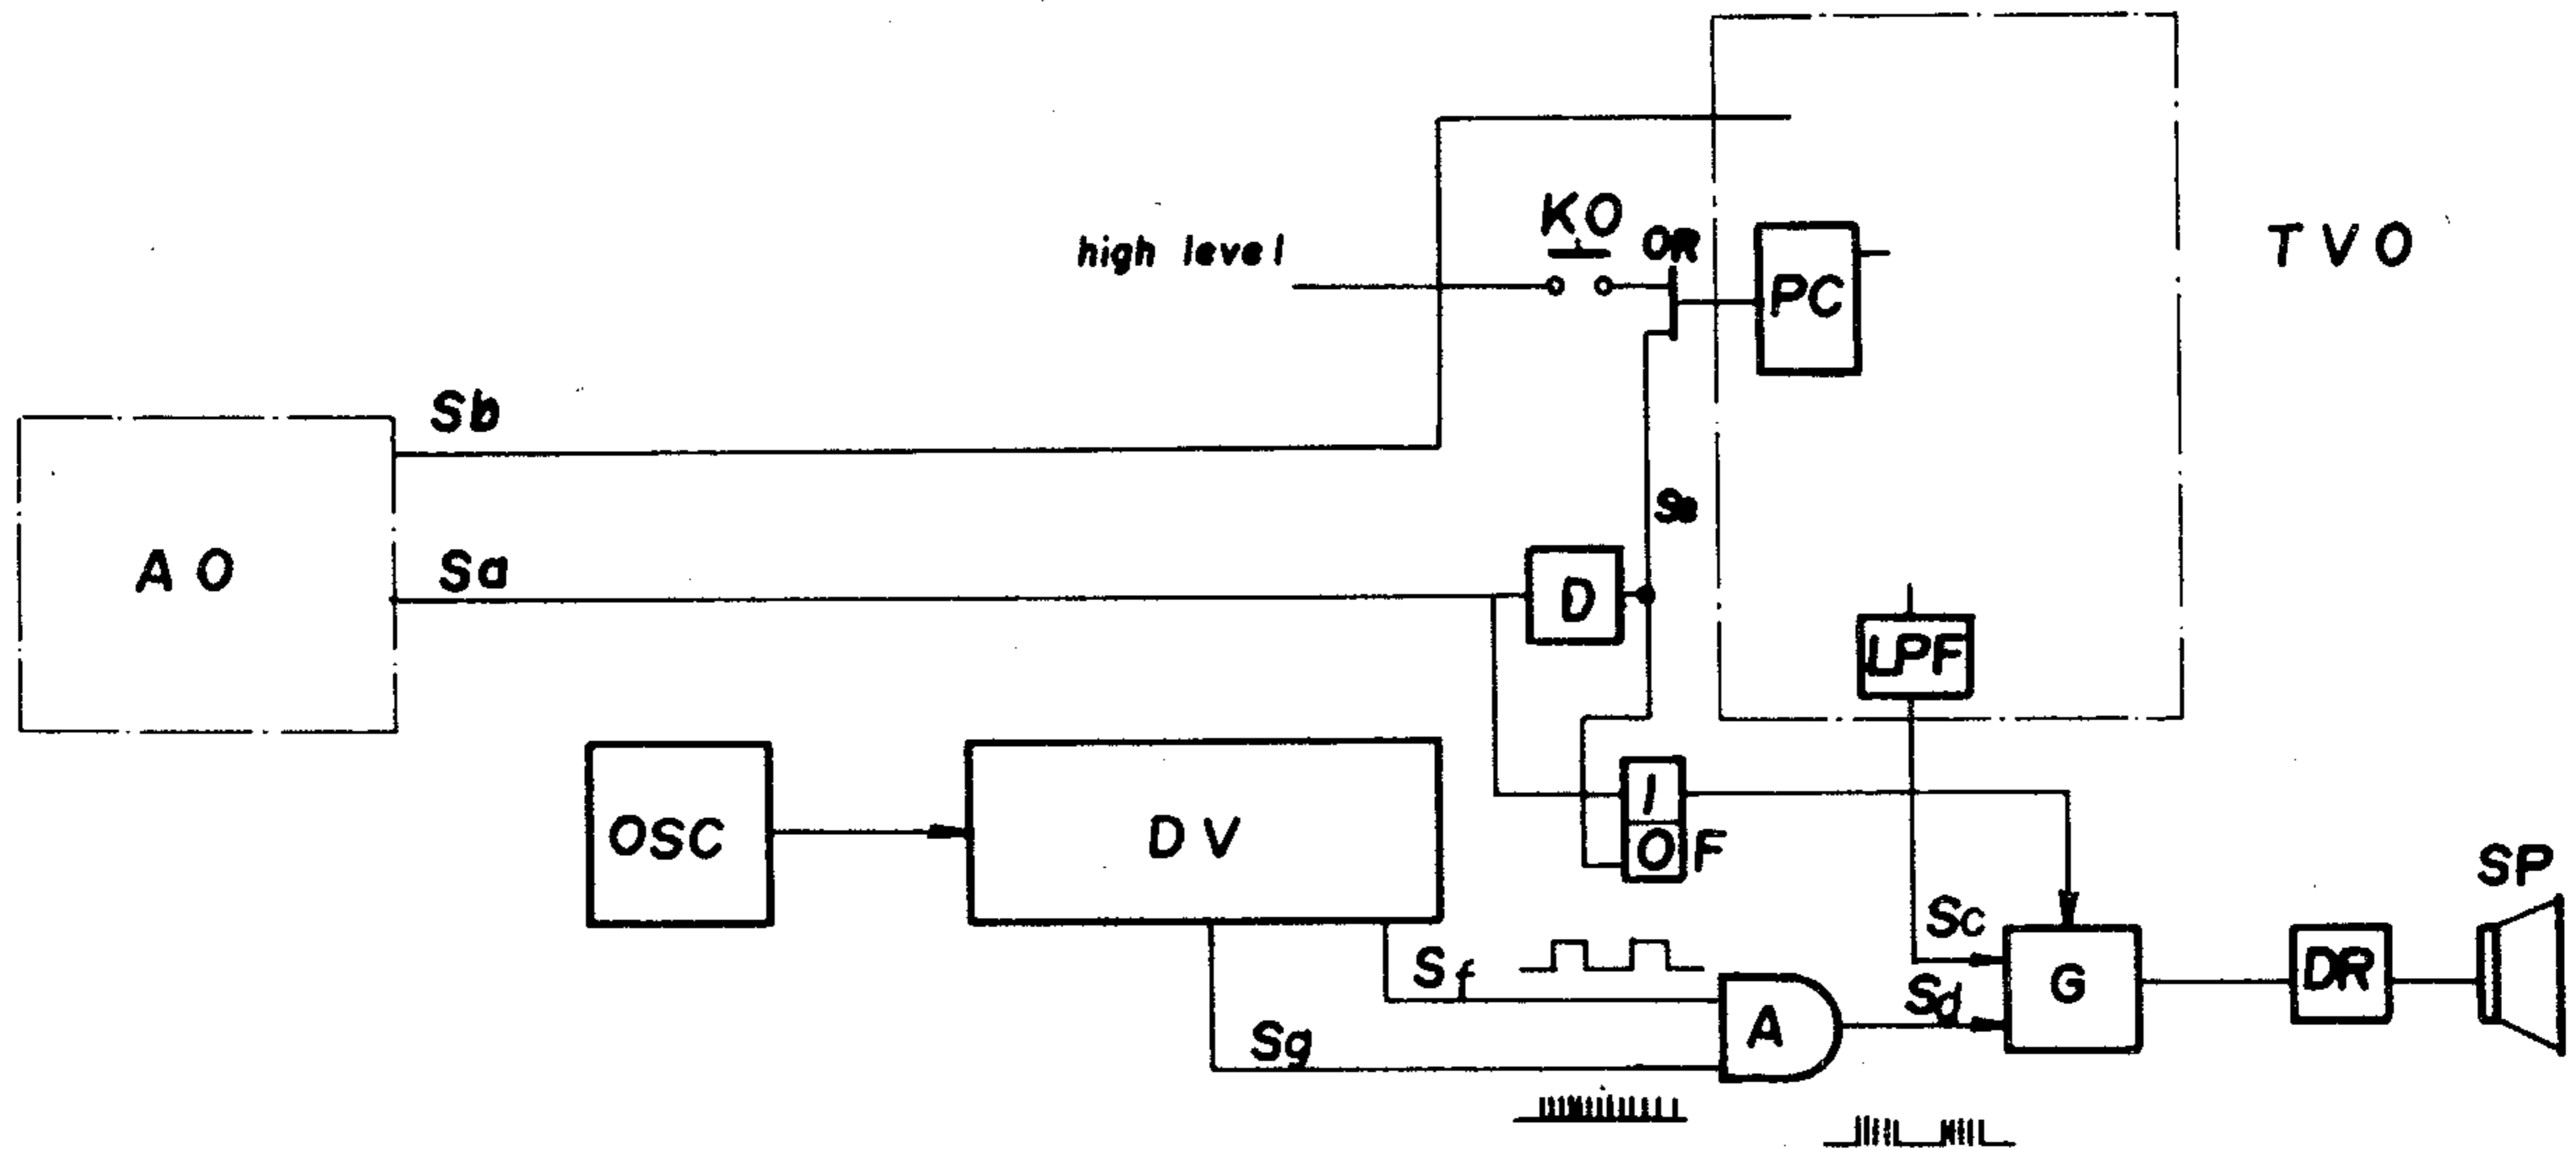 KO
OR
TVO
high level
PC
Sb
Se
AO
Sa
D
LPF
OSC
DV
1
O F
SP
Sc
Sf
Sd
G
DR
A
Sg